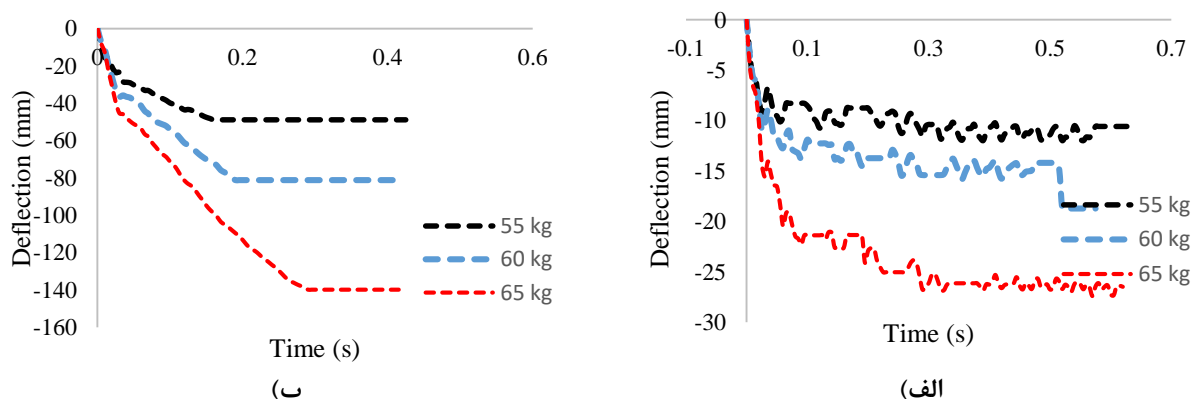 0
-20
-40
-60
-80
-100
-120
-140
-160
0
0.2
0.4
0.6
Deflection (mm)
Time (s)
55 kg
60 kg
65 kg
ب)
0
-5
-10
-15
-20
-25
-30
-0.1
0.1
0.3
0.5
0.7
Deflection (mm)
Time (s)
55 kg
60 kg
65 kg
الف)